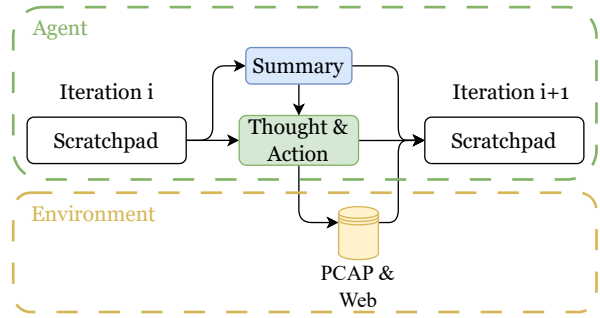 Agent
Iteration i
Scratchpad
Summary
Thought &
Action
Iteration i+1
Scratchpad
Environment
PCAP &
Web